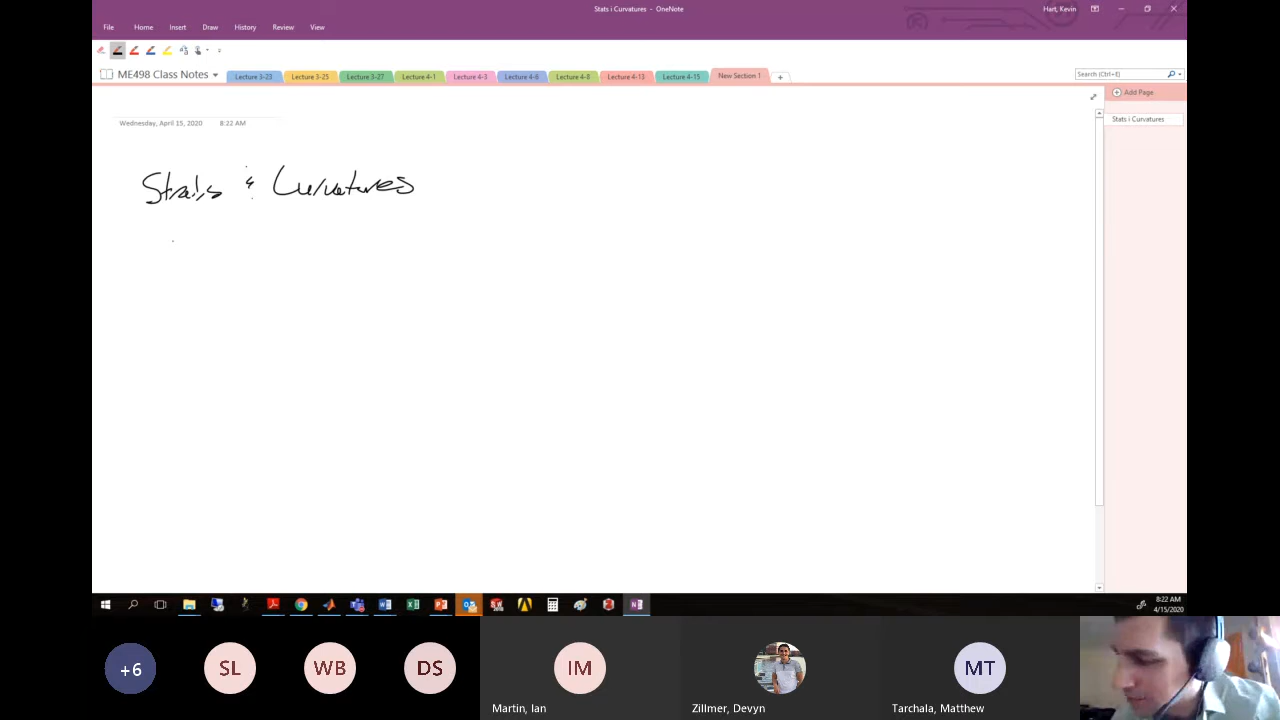 Stats i Curvatures - OneNote
Hart, Kevin
File Home Insert Draw History Review View
ME498 Class Notes Lecture 3-23 Lecture 3-25 Lecture 3-27 Lecture 4-1 Lecture 4-3 Lecture 4-6 Lecture 4-8 Lecture 4-13 Lecture 4-15 New Section 1
Search (Ctrl+E)
Add Page
Stats i Curvatures
Wednesday, April 15, 2020 8:22 AM
Strains & Curvatures
8:22 AM
4/15/2020
+6 SL WB DS IM MT
Martin, Ian Zillmer, Devyn Tarchala, Matthew